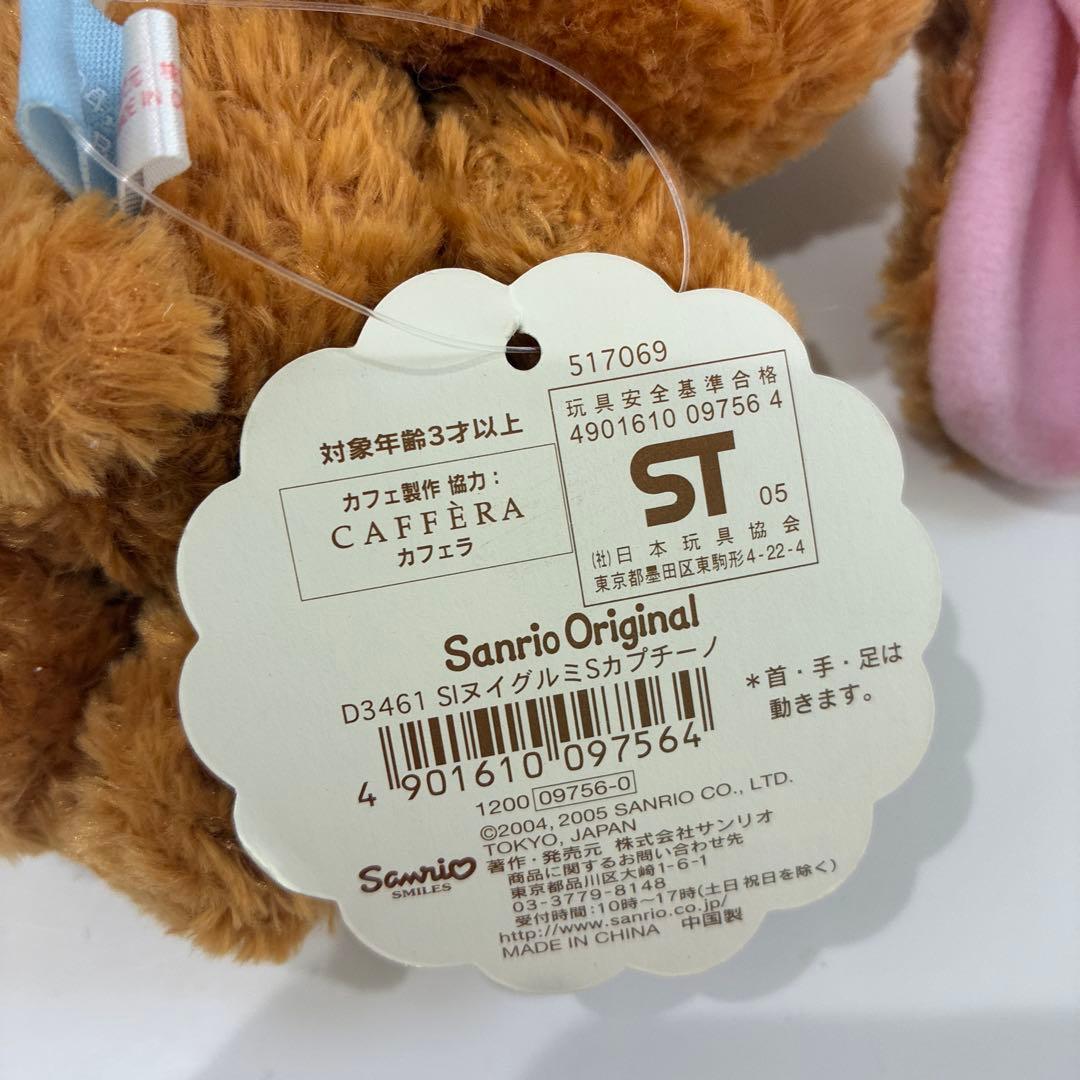 517069
玩具安全基準合格
4901610 09756 4
ST
05
(社)日本玩具協会
東京都墨田区東駒形4-22-4
対象年齢3才以上
カフェ製作 協力:
CAFFÈRA
カフェラ
Sanrio Original
D3461 SIヌイグルミSカプチーノ
*首・手・足は
動きます。
4 901610 097564
1200 09756-0
©2004, 2005 SANRIO CO., LTD.
TOKYO, JAPAN
著作・発売元 株式会社サンリオ
商品に関するお問い合わせ先
東京都品川区大崎1-6-1
03-3779-8148
受付時間:10時〜17時(土日祝日を除く)
http://www.sanrio.co.jp/
MADE IN CHINA 中国製
Sanrio
SMILES